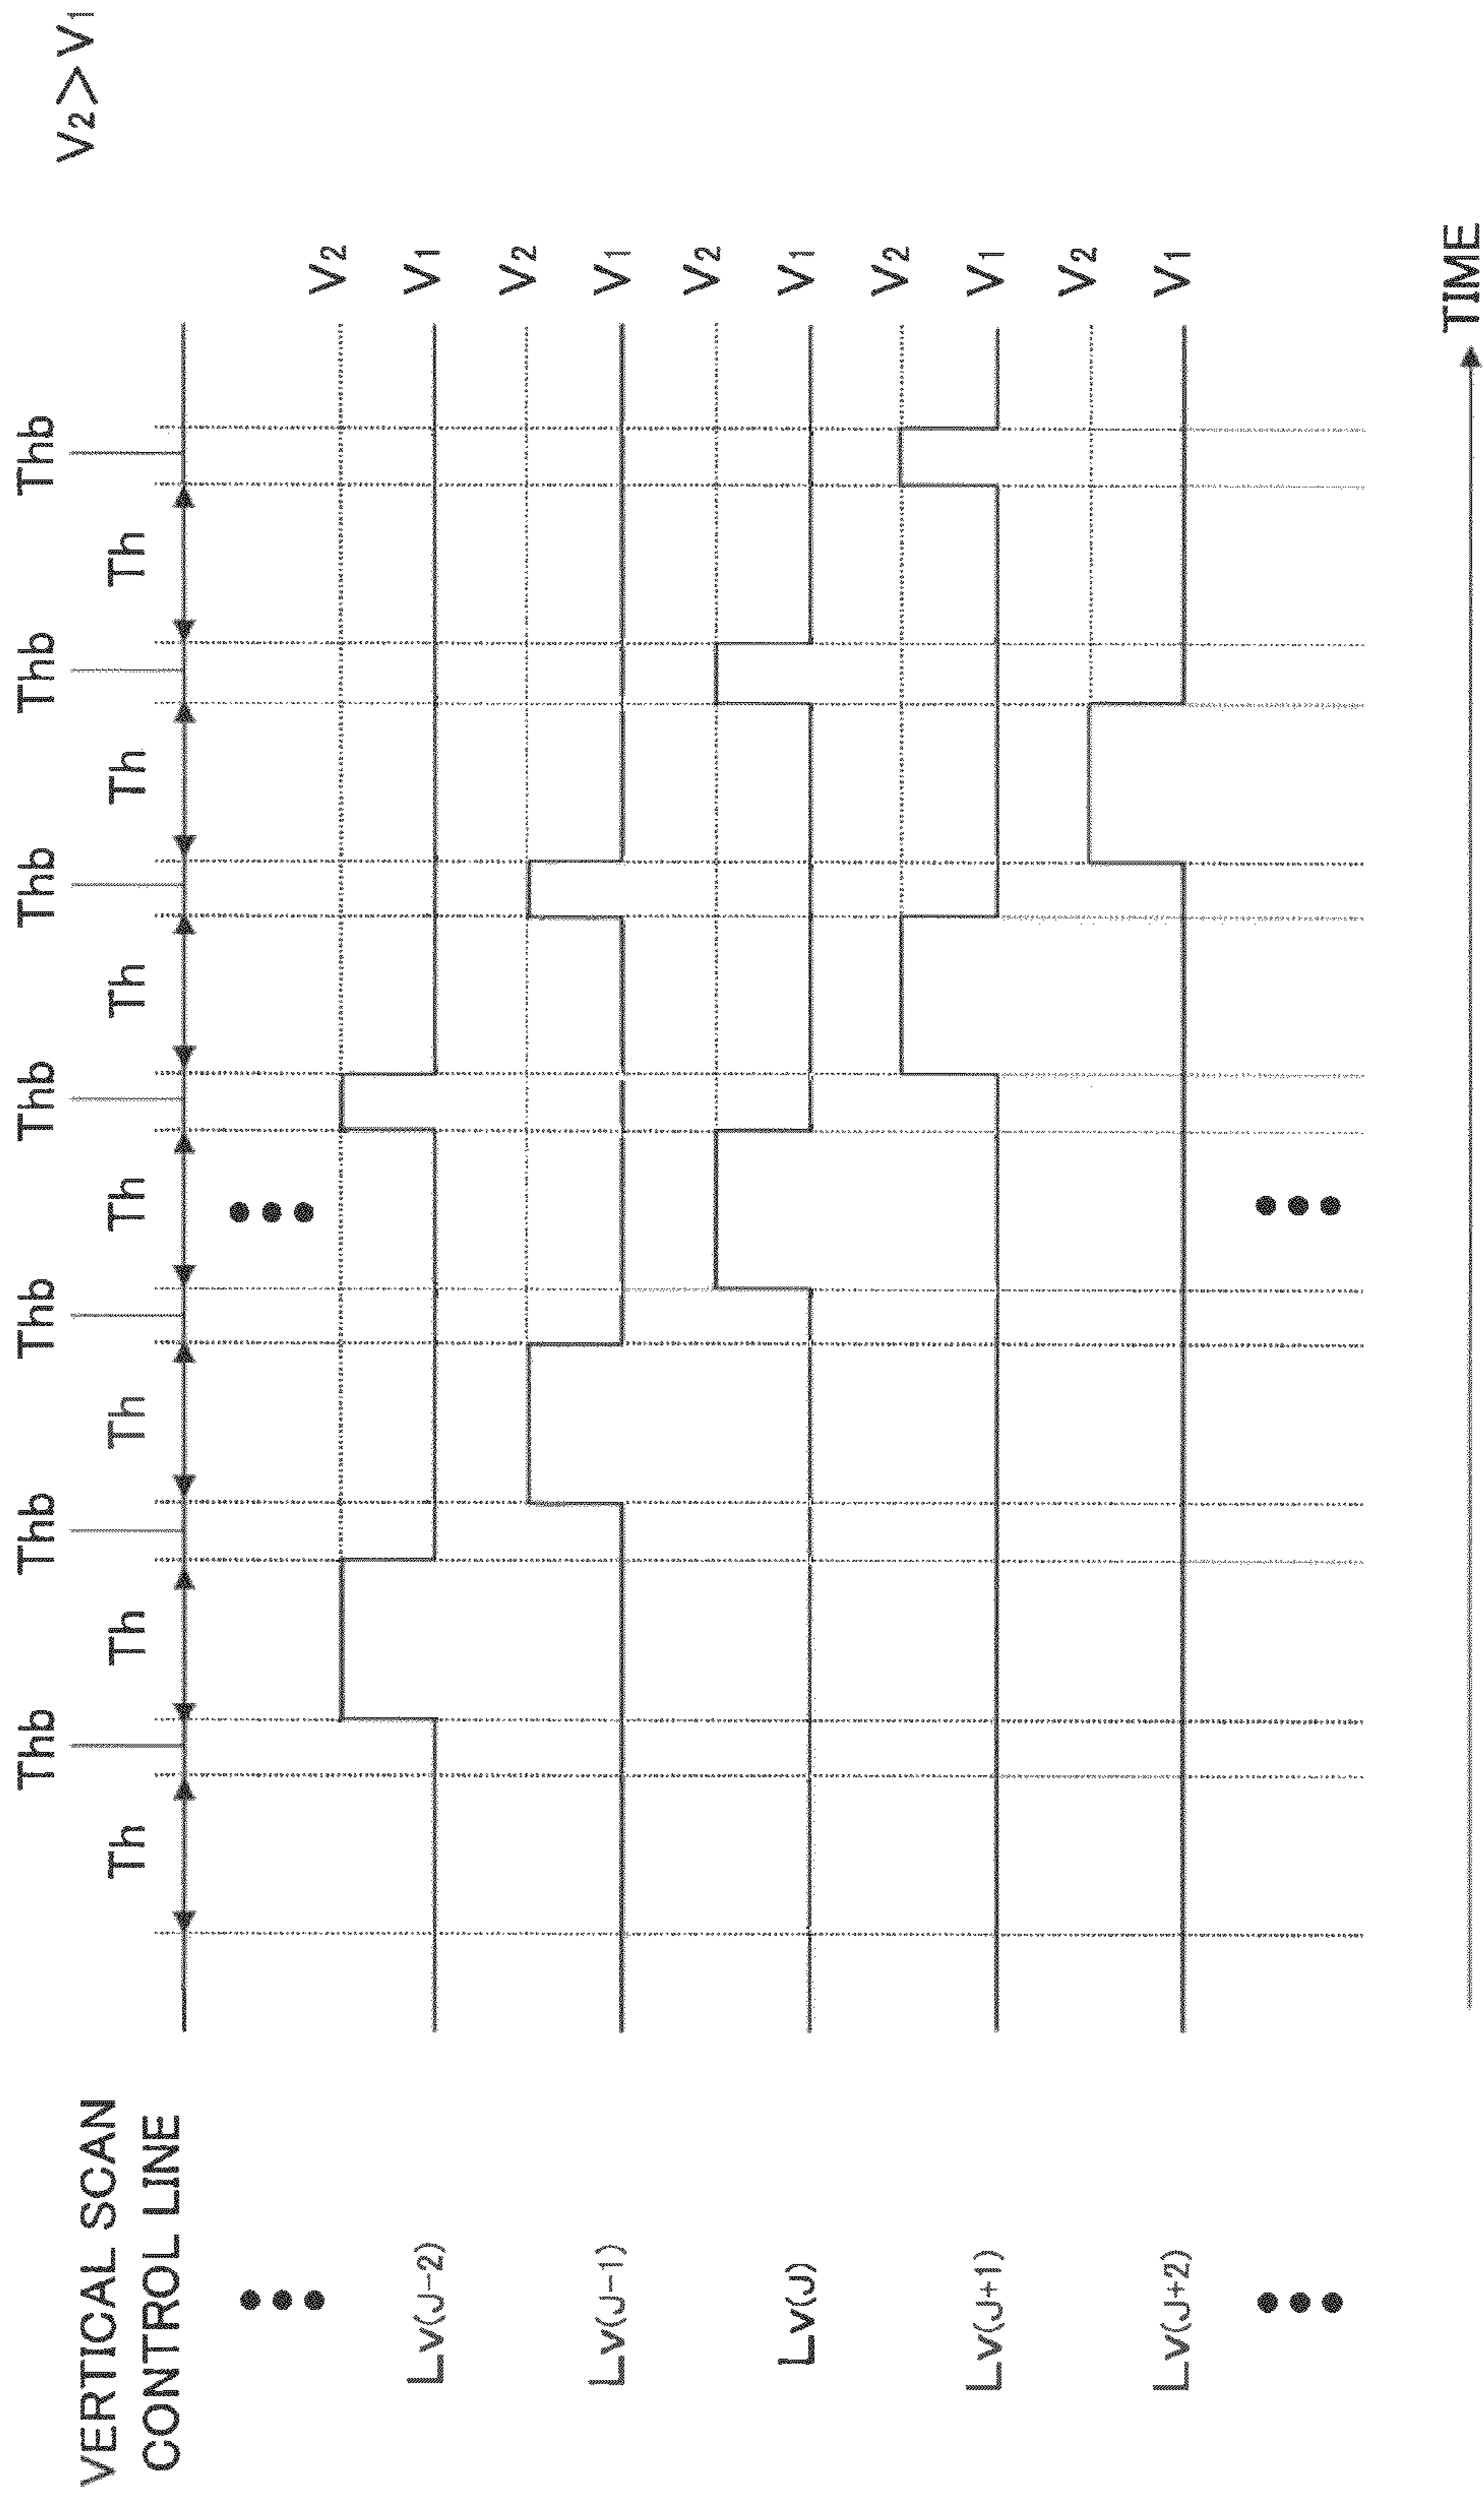 V2>V1
Thb Thb Thb Thb Thb Thb Thb
Th Th Th Th Th Th Th
VERTICAL SCAN
CONTROL LINE
•••
•••
V2
Lv(J-2) V1
V2
Lv(J-1) V1
V2
Lv(J) V1
V2
Lv(J+1) V1
V2
Lv(J+2) V1
•••
•••
TIME